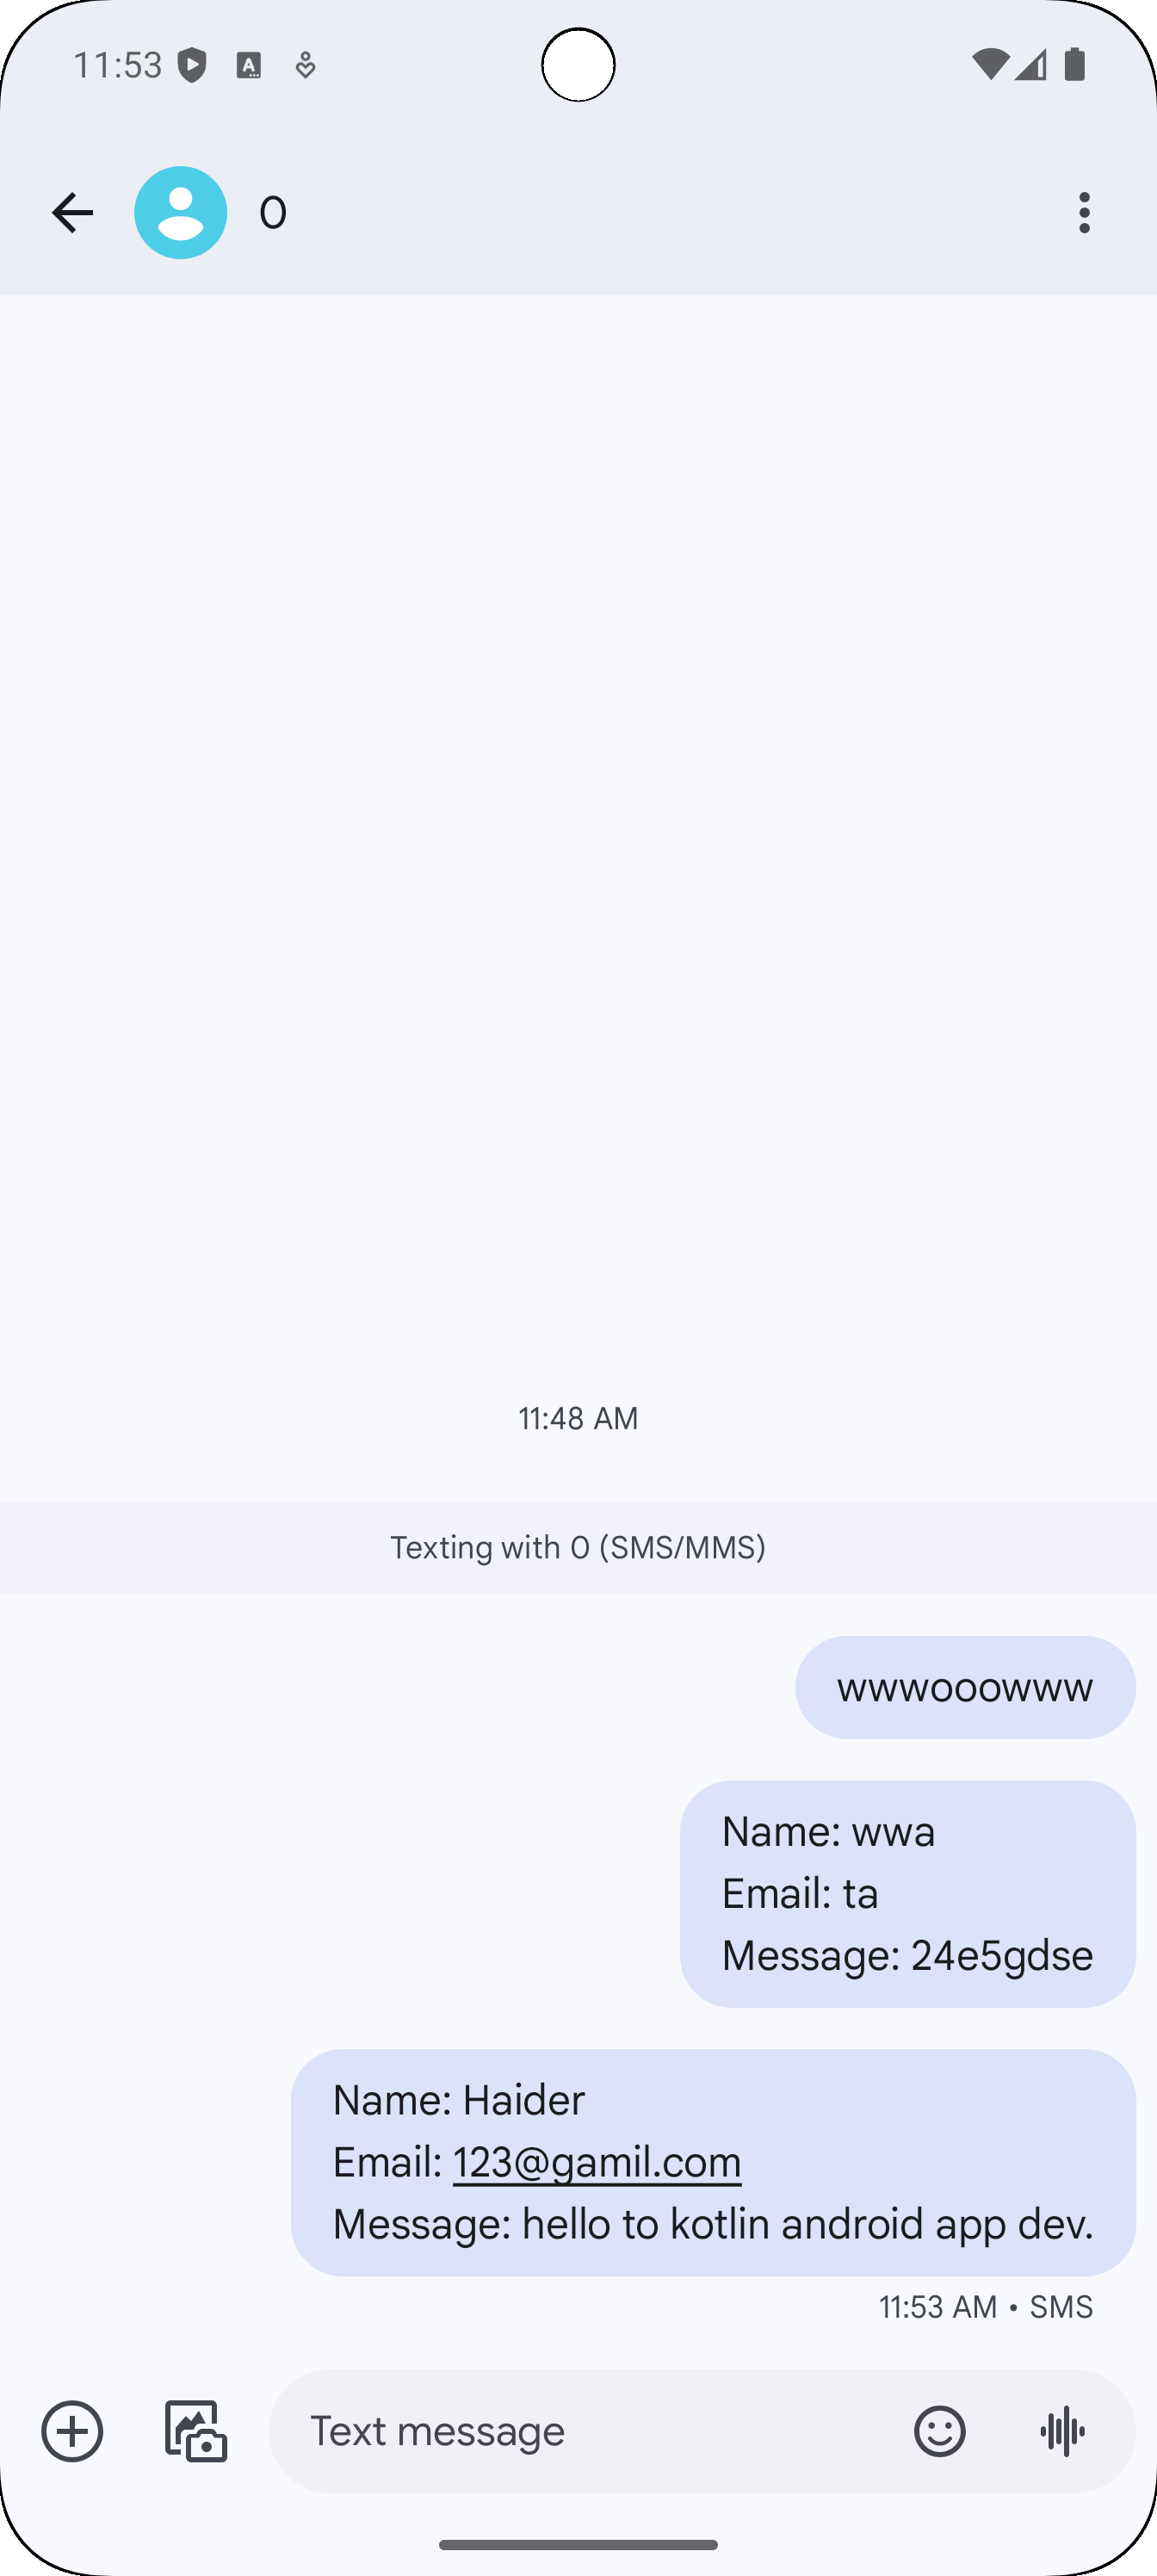 11:53
0
11:48 AM
Texting with 0 (SMS/MMS)
wwwooowww
Name: wwa
Email: ta
Message: 24e5gdse
Name: Haider
Email: 123@gamil.com
Message: hello to kotlin android app dev.
11:53 AM • SMS
Text message